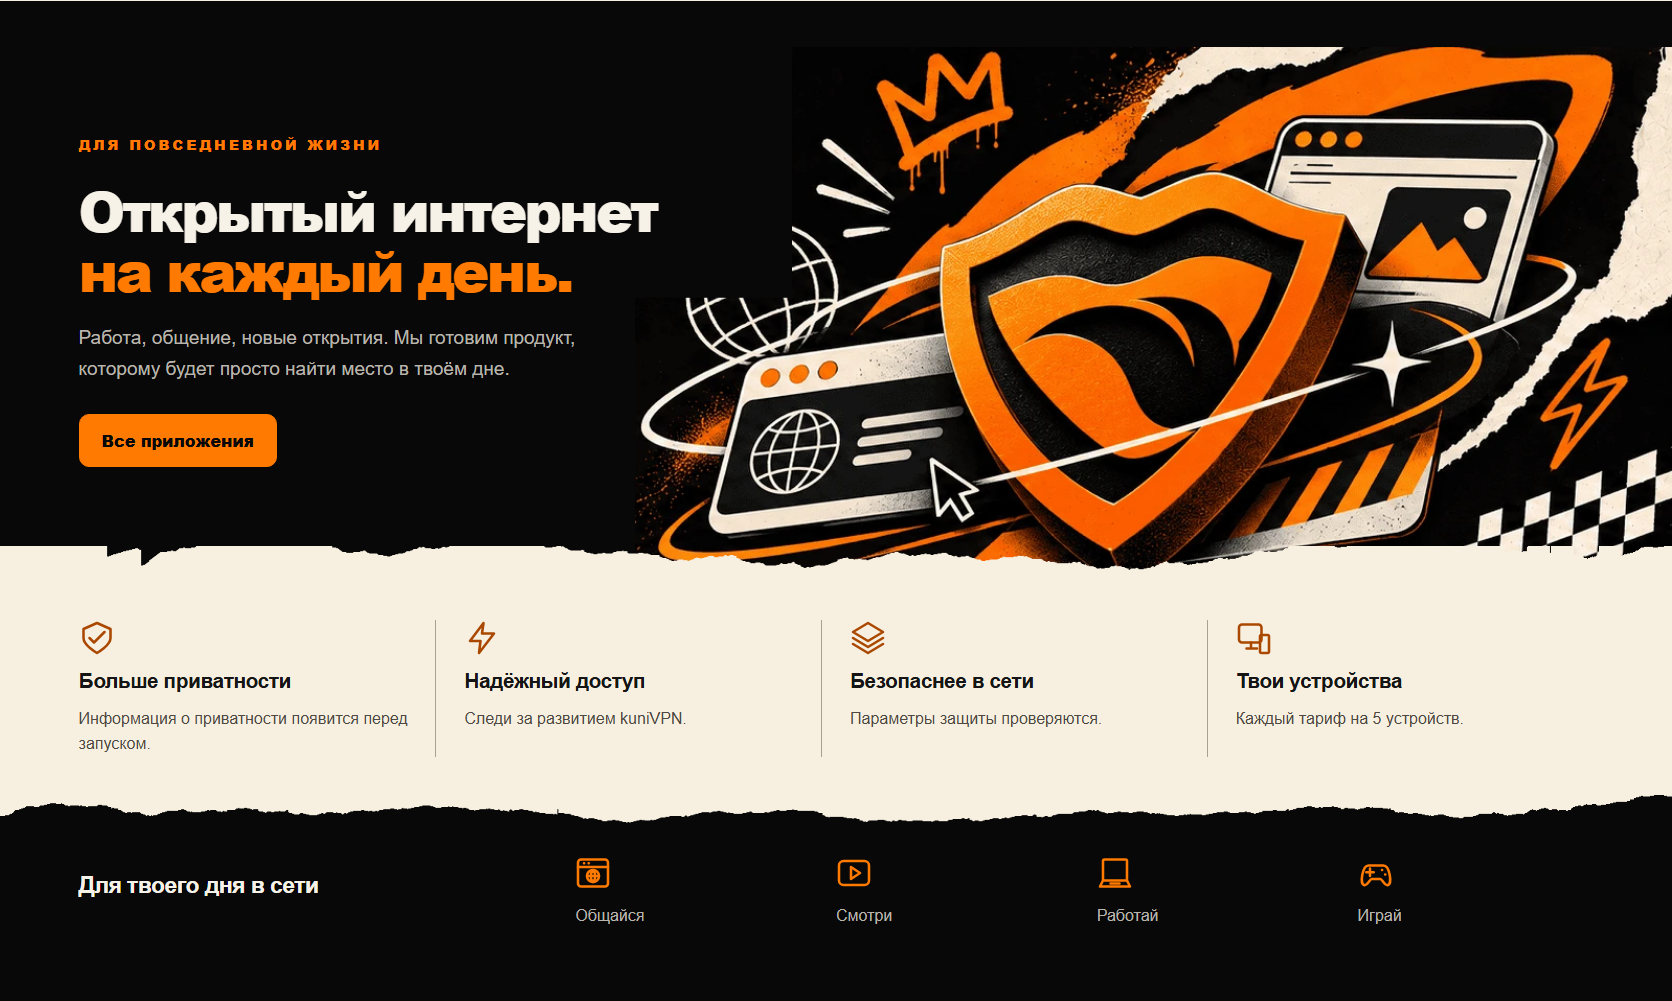 ДЛЯ ПОВСЕДНЕВНОЙ ЖИЗНИ
Открытый интернет
на каждый день.
Работа, общение, новые открытия. Мы готовим продукт,
которому будет просто найти место в твоём дне.
Все приложения
Больше приватности
Информация о приватности появится перед
запуском.
Надёжный доступ
Следи за развитием kuniVPN.
Безопаснее в сети
Параметры защиты проверяются.
Твои устройства
Каждый тариф на 5 устройств.
Для твоего дня в сети
Общайся
Смотри
Работай
Играй